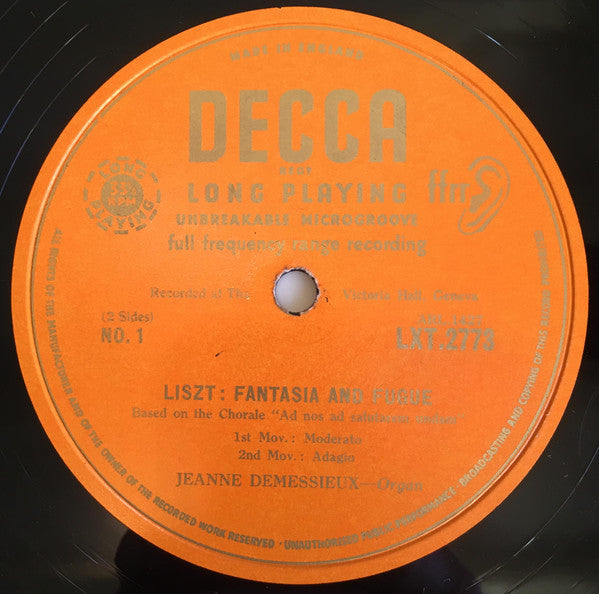 MADE IN ENGLAND
DECCA
LONG PLAYING
LONG PLAYING
ffrr
UNBREAKABLE MICROGROOVE
full frequency range recording
Recorded at The Victoria Hall, Geneva
(2 Sides)
NO. 1
LXT.2773
LISZT: FANTASIA AND FUGUE
Based on the Chorale "Ad nos ad salutarem undam"
1st Mov.: Moderato
2nd Mov.: Adagio
JEANNE DEMESSIEUX—Organ
ALL RIGHTS OF THE MANUFACTURER AND OF THE OWNER OF THE RECORDED WORK RESERVED · UNAUTHORISED PUBLIC PERFORMANCE · BROADCASTING AND COPYING OF THIS RECORD PROHIBITED